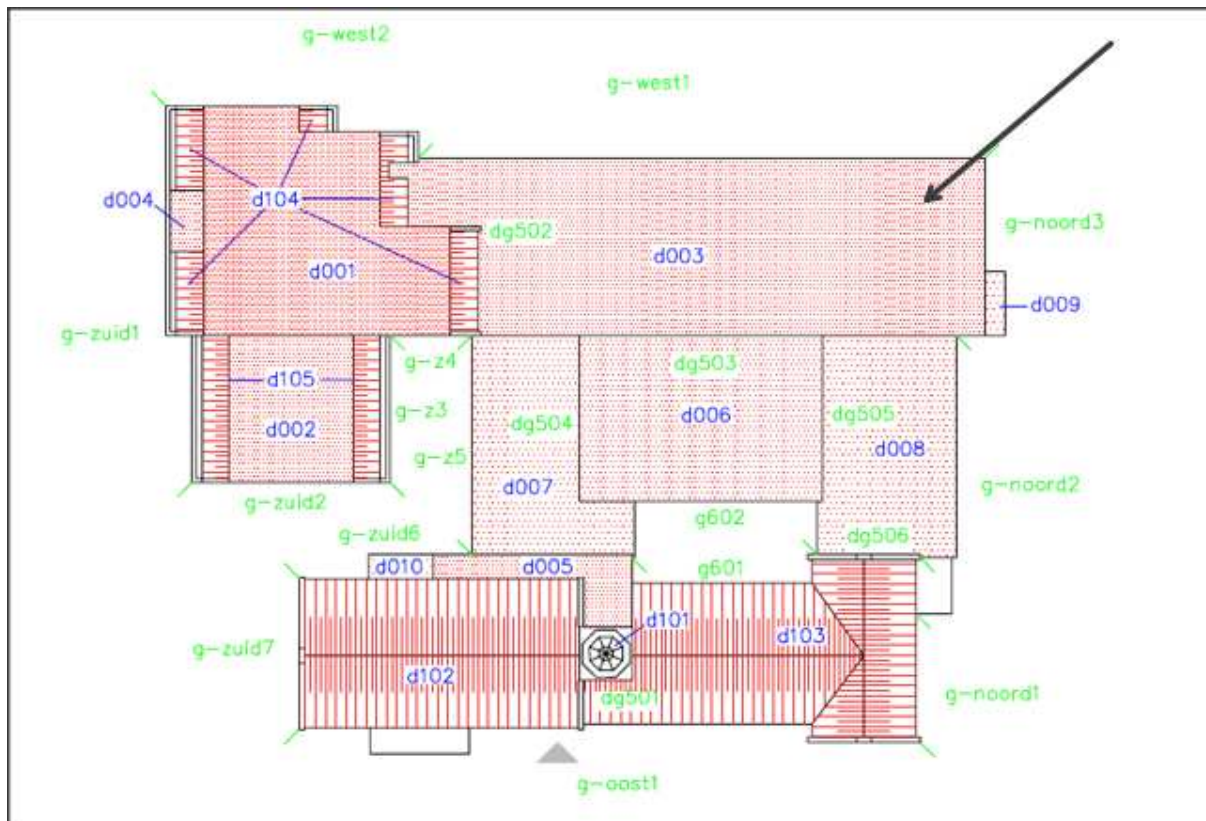 g-west2
g-west1
d004
d104
dg502
g-noord3
d003
d001
d009
g-zuid1
g-z4
dg503
d105
g-z3
dg504
d006
dg505
d002
d008
g-z5
d007
g-noord2
g-zuid2
g602
g-zuid6
dg506
d010
d005
g601
d101
d103
g-zuid7
d102
dg501
g-noord1
g-oost1